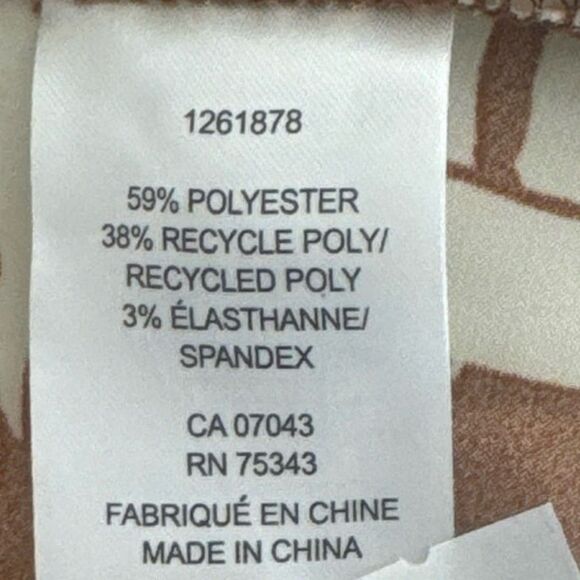 1261878
59% POLYESTER
38% RECYCLE POLY/
RECYCLED POLY
3% ÉLASTHANNE/
SPANDEX
CA 07043
RN 75343
FABRIQUÉ EN CHINE
MADE IN CHINA